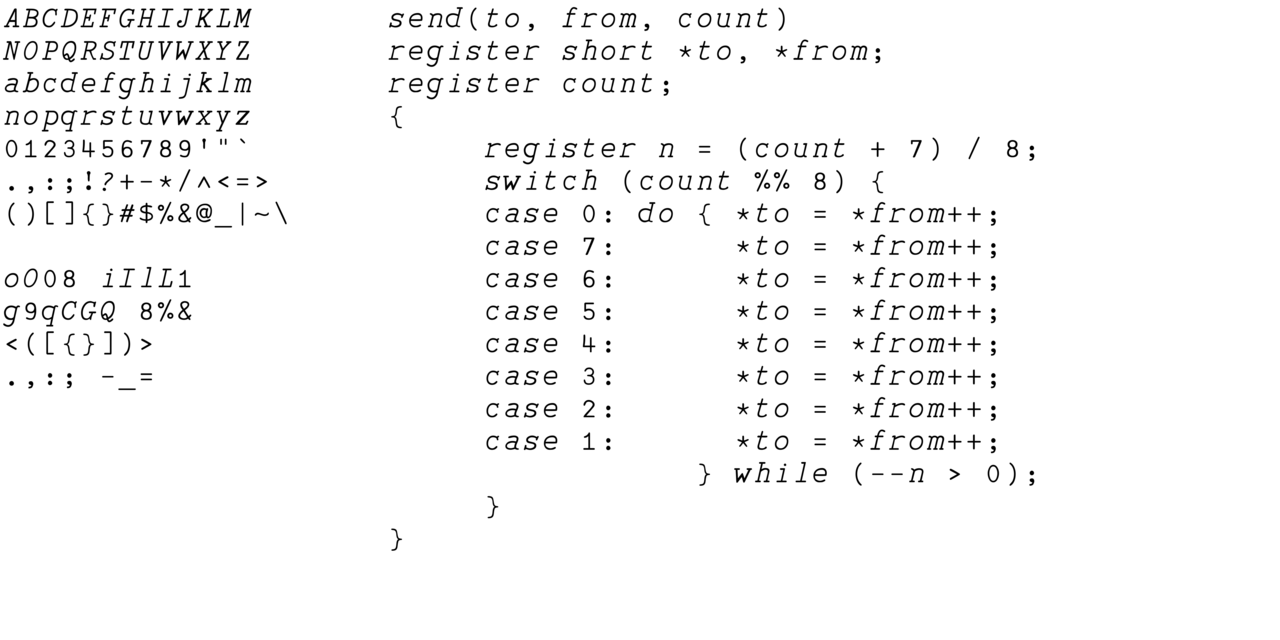 ABCDEFGHIJKLM
NOPQRSTUVWXYZ
abcdefghijklm
nopqrstuvwxyz
0123456789'"`
.,:;!?+-*/^<=>
()[]{}#$%&@_|~\
oO08 iIlL1
g9qCGQ 8%&
<([{}])>
.,:; -_=
send(to, from, count)
register short *to, *from;
register count;
{
     register n = (count + 7) / 8;
     switch (count %% 8) {
     case 0: do { *to = *from++;
     case 7:      *to = *from++;
     case 6:      *to = *from++;
     case 5:      *to = *from++;
     case 4:      *to = *from++;
     case 3:      *to = *from++;
     case 2:      *to = *from++;
     case 1:      *to = *from++;
                } while (--n > 0);
     }
}